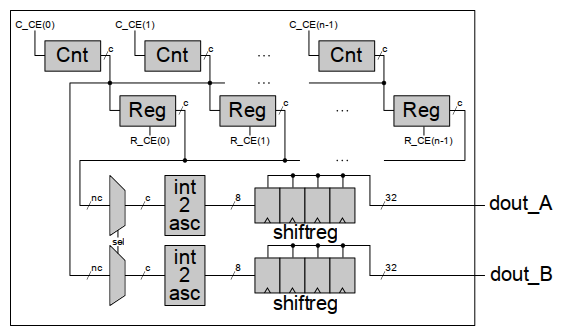 C_CE(0) C_CE(1) C_CE(n-1)
Cnt c Cnt c ... Cnt c
...
Reg c Reg c ... Reg c
R_CE(0) R_CE(1) R_CE(n-1)
...
nc c int 2 asc 8 32 dout_A
shiftreg
sel
nc c int 2 asc 8 32 dout_B
shiftreg